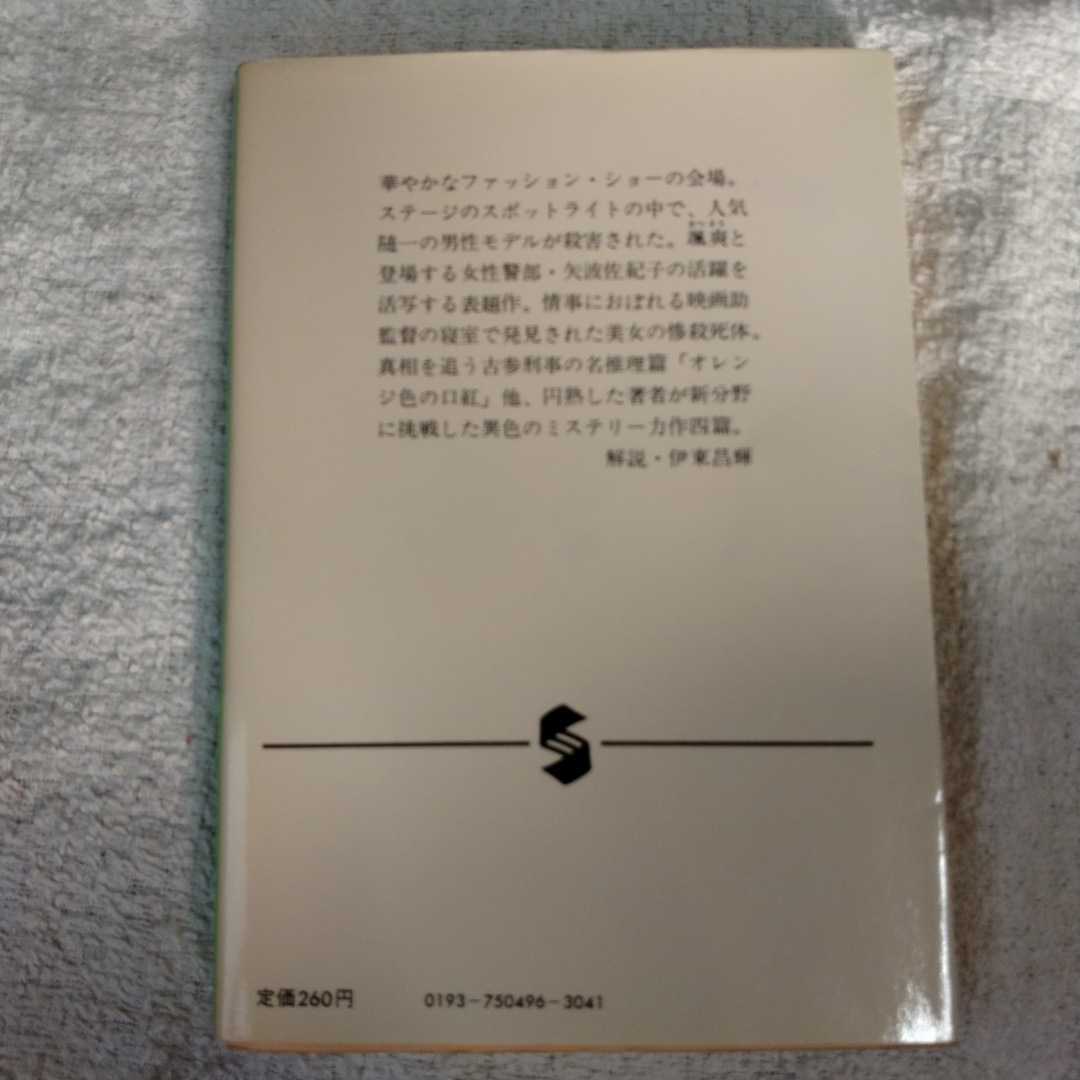 華やかなファッション・ショーの会場。
ステージのスポットライトの中で、人気
随一の男性モデルが殺害された。颯爽と
登場する女性警部・矢波佐紀子の活躍を
活写する表題作。情事におぼれる映画助
監督の寝室で発見された美女の惨殺死体。
真相を追う古参刑事の名推理篇「オレン
ジ色の口紅」他、円熟した著者が新分野
に挑戦した異色のミステリー力作四篇。
解説・伊東昌輝
定価260円 0193-750496-3041